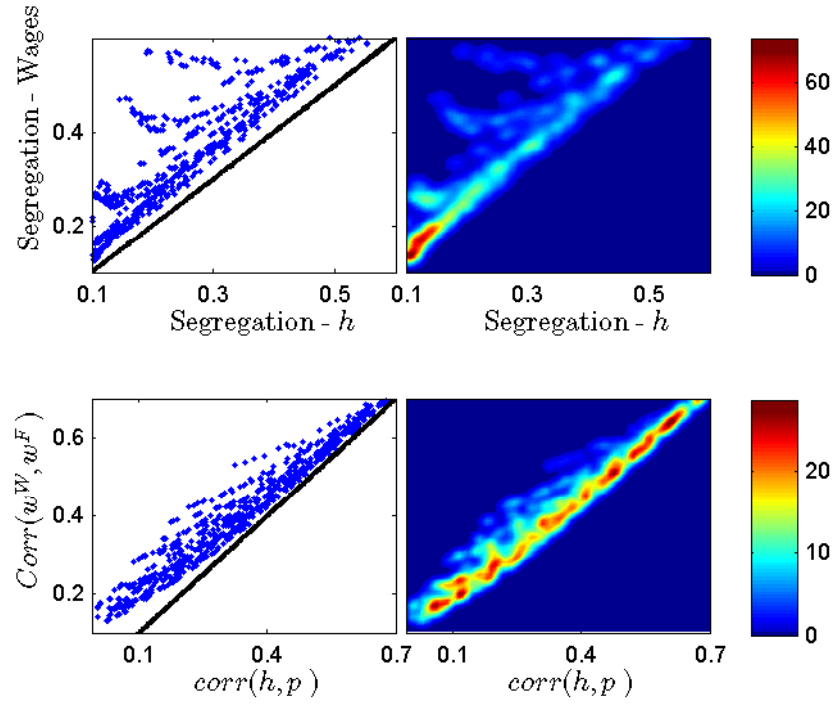 Segregation - Wages
0.4
0.2
0.1 0.3 0.5
Segregation - h
0.1 0.3 0.5
Segregation - h
60
40
20
0
Corr(w^W, w^F)
0.6
0.4
0.2
0.1 0.4 0.7
corr(h, p )
0.1 0.4 0.7
corr(h, p )
20
10
0